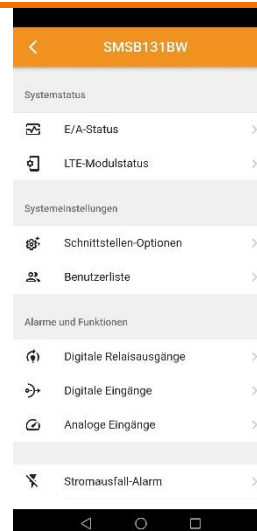 SMSB131BW
Systemstatus
E/A-Status
LTE-Modulstatus
Systemeinstellungen
Schnittstellen-Optionen
Benutzerliste
Alarme und Funktionen
Digitale Relaisausgänge
Digitale Eingänge
Analoge Eingänge
Stromausfall-Alarm